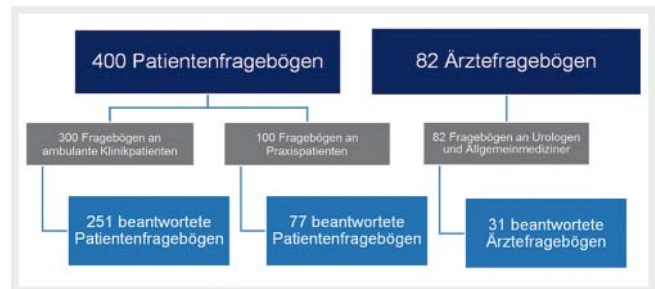 400 Patientenfragebögen
82 Ärztefragebögen
300 Fragebögen an
ambulante Klinikpatienten
100 Fragebögen an
Praxispatienten
82 Fragebögen an Urologen
und Allgemeinmediziner
251 beantwortete
Patientenfragebögen
77 beantwortete
Patientenfragebögen
31 beantwortete
Ärztefragebögen